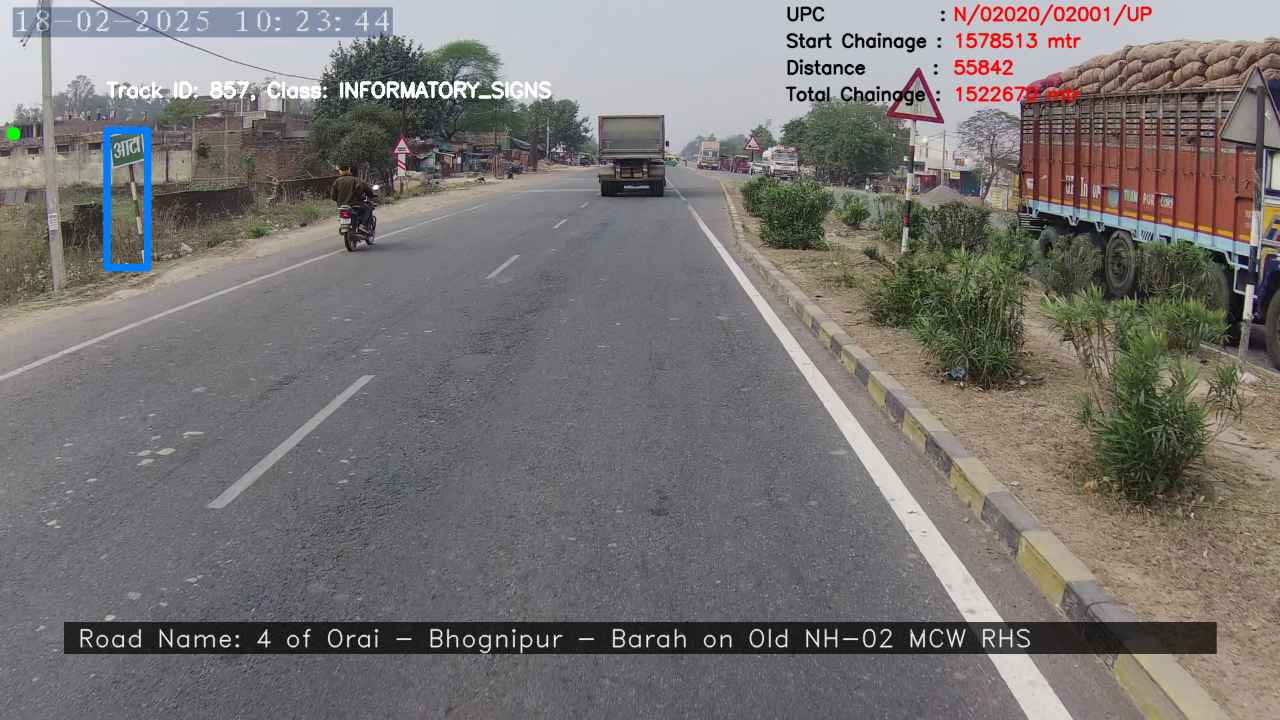 18-02-2025 10:23:44
UPC : N/02020/02001/UP
Start Chainage : 1578513 mtr
Distance : 55842
Total Chainage : 1522670 mtr
Track ID: 857, Class: INFORMATORY_SIGNS
आटा
Road Name: 4 of Orai - Bhognipur - Barah on Old NH-02 MCW RHS